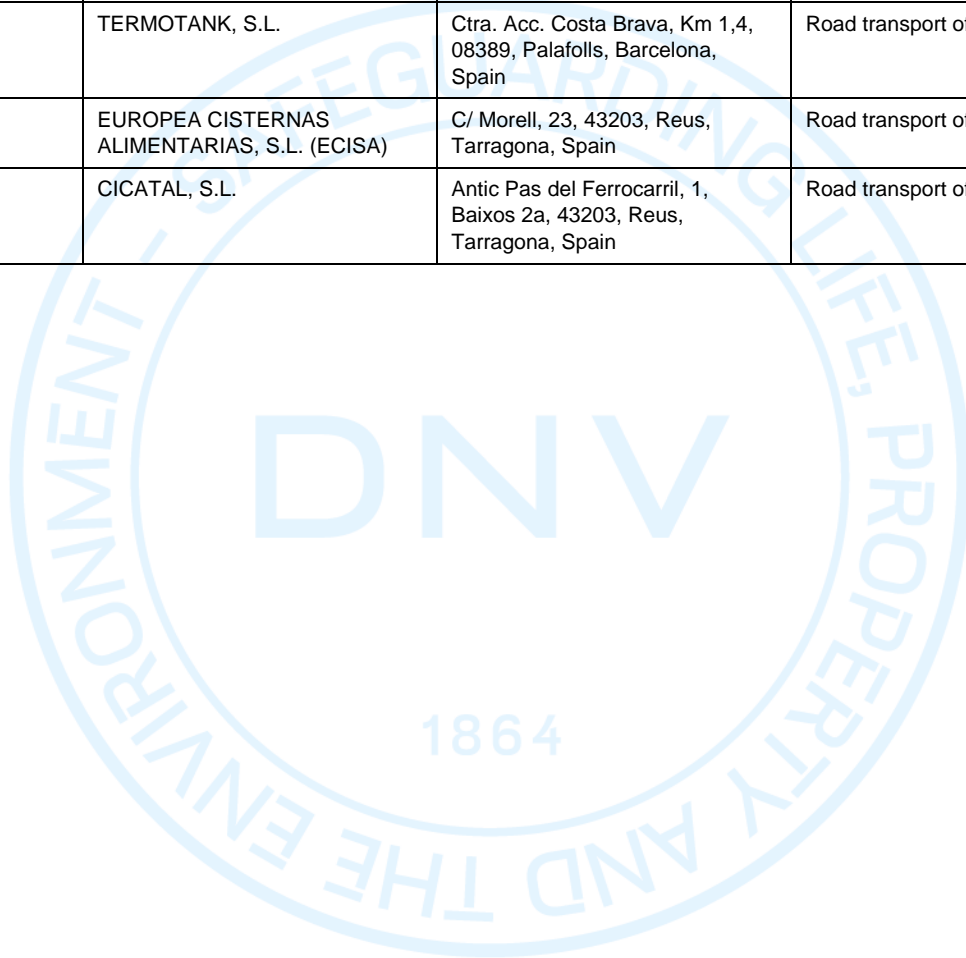 TERMOTANK, S.L.
Ctra. Acc. Costa Brava, Km 1,4,
08389, Palafolls, Barcelona,
Spain
Road transport of
EUROPEA CISTERNAS
ALIMENTARIAS, S.L. (ECISA)
C/ Morell, 23, 43203, Reus,
Tarragona, Spain
Road transport of
CICATAL, S.L.
Antic Pas del Ferrocarril, 1,
Baixos 2a, 43203, Reus,
Tarragona, Spain
Road transport of
SAFEGUARDING LIFE, PROPERTY AND THE ENVIRONMENT -
DNV
1864